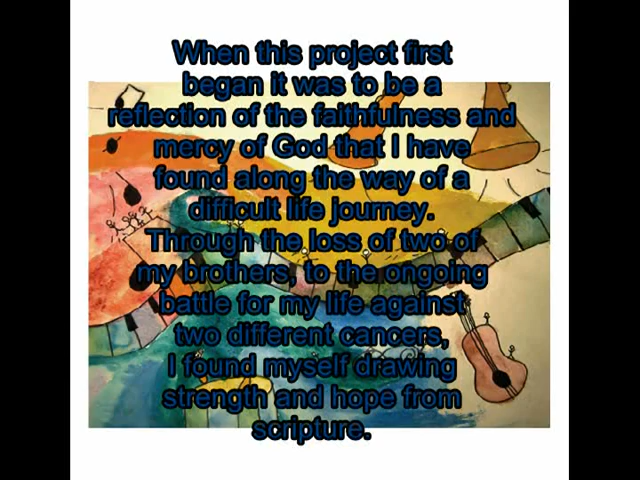 When this project first
began it was to be a
reflection of the faithfulness and
mercy of God that I have
found along the way of a
difficult life journey.
Through the loss of two of
my brothers, to the ongoing
battle for my life against
two different cancers,
I found myself drawing
strength and hope from
scripture.